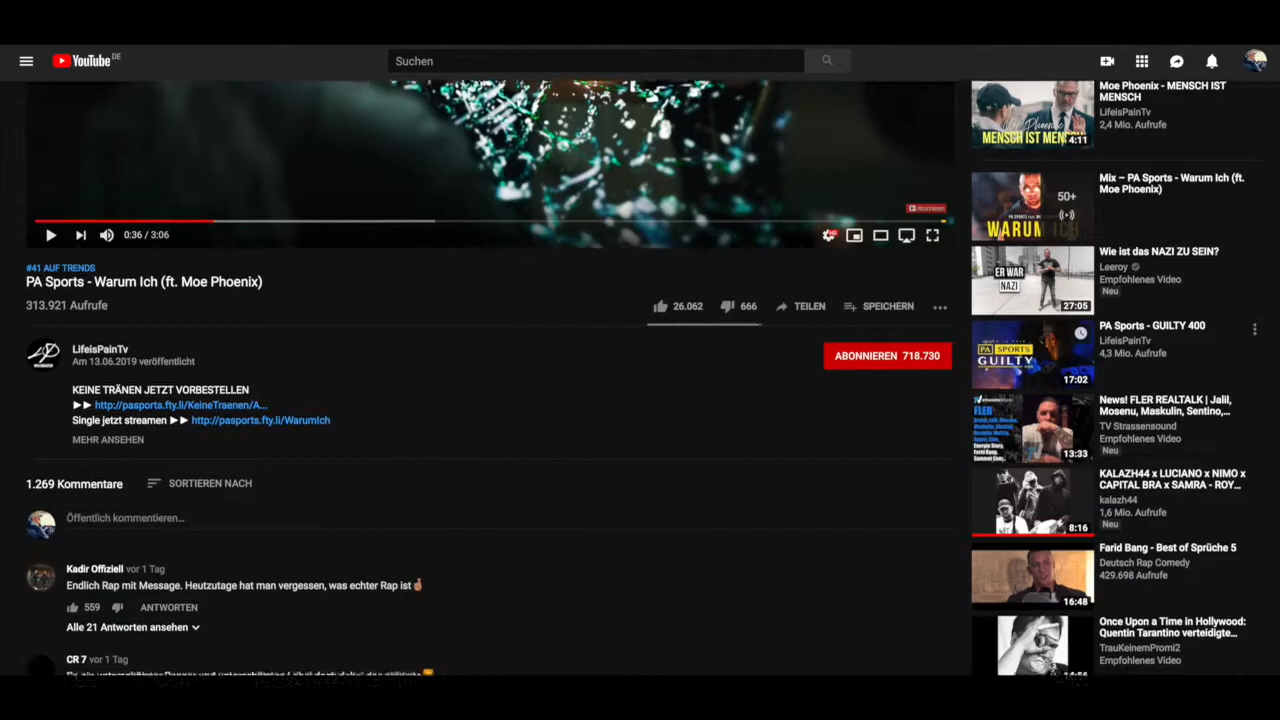 YouTube DE
Suchen
Abonnieren
0:36 / 3:06
HD
#41 AUF TRENDS
PA Sports - Warum Ich (ft. Moe Phoenix)
313.921 Aufrufe
26.062
666
TEILEN
SPEICHERN
LifeisPainTv
Am 13.06.2019 veröffentlicht
ABONNIEREN 718.730
KEINE TRÄNEN JETZT VORBESTELLEN
▶▶ http://pasports.fty.li/KeineTraenen/A...
Single jetzt streamen ▶▶ http://pasports.fty.li/WarumIch
MEHR ANSEHEN
1.269 Kommentare
SORTIEREN NACH
Öffentlich kommentieren...
Kadir Offiziell vor 1 Tag
Endlich Rap mit Message. Heutzutage hat man vergessen, was echter Rap ist
559
ANTWORTEN
Alle 21 Antworten ansehen
CR 7 vor 1 Tag
Moe Phoenix
MENSCH IST MENSCH
4:11
Moe Phoenix - MENSCH IST
MENSCH
LifeisPainTv
2,4 Mio. Aufrufe
WARUM ICH
50+
Mix – PA Sports - Warum Ich (ft.
Moe Phoenix)
ER WAR
NAZI
27:05
Wie ist das NAZI ZU SEIN?
Leeroy
Empfohlenes Video
Neu
PA SPORTS
GUILTY
17:02
PA Sports - GUILTY 400
LifeisPainTv
4,3 Mio. Aufrufe
FLER
13:33
News! FLER REALTALK | Jalil,
Mosenu, Maskulin, Sentino,...
TV Strassensound
Empfohlenes Video
Neu
8:16
KALAZH44 x LUCIANO x NIMO x
CAPITAL BRA x SAMRA - ROY...
kalazh44
1,6 Mio. Aufrufe
Neu
16:48
Farid Bang - Best of Sprüche 5
Deutsch Rap Comedy
429.698 Aufrufe
Once Upon a Time in Hollywood:
Quentin Tarantino verteidigte...
TrauKeinemPromi2
Empfohlenes Video